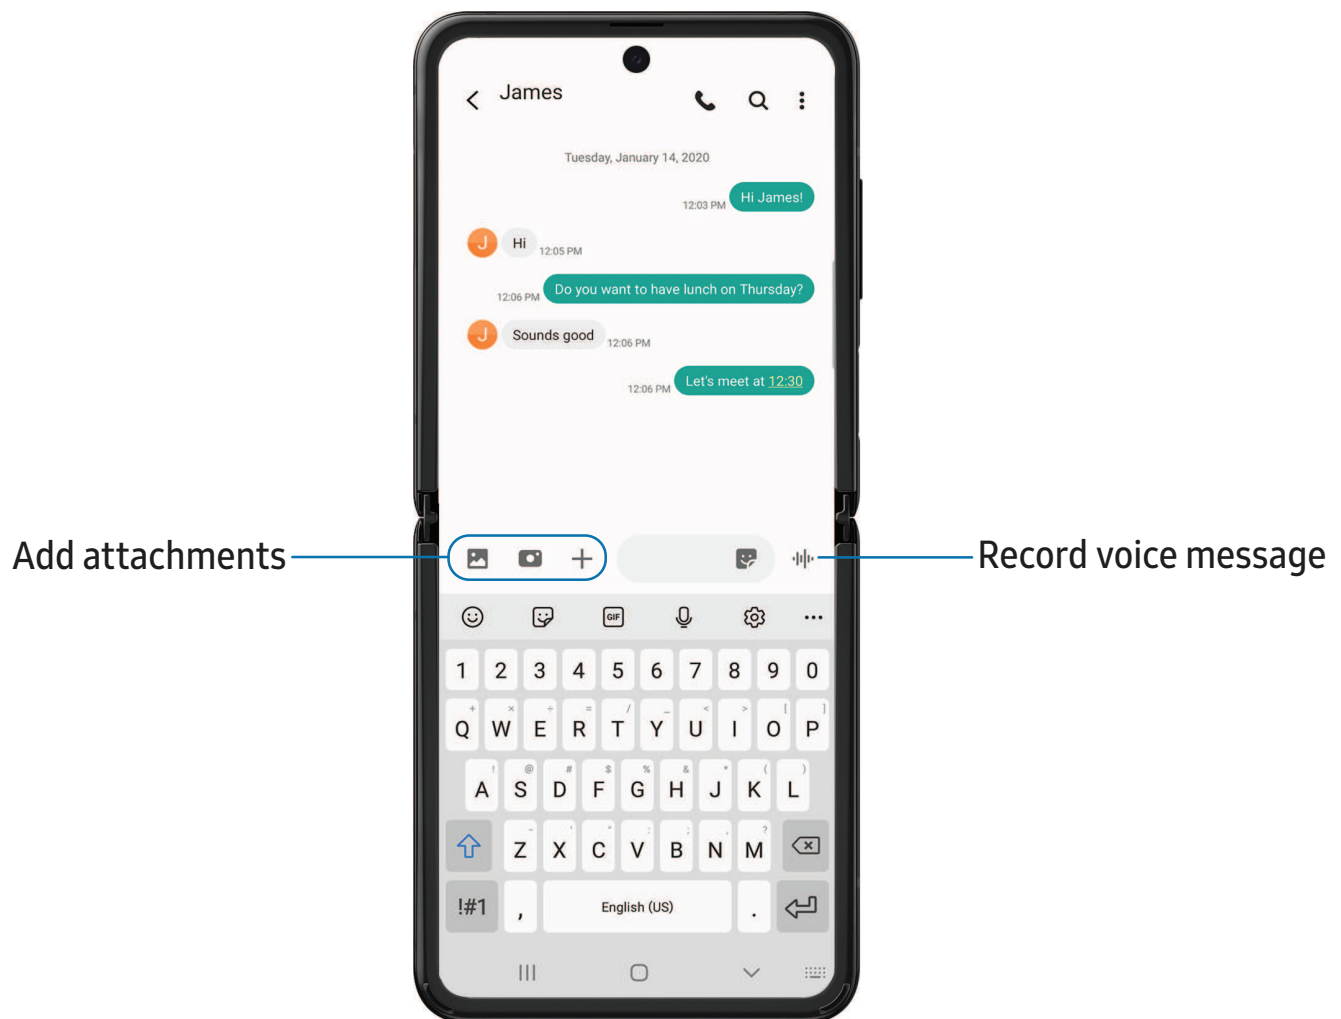 James
Tuesday, January 14, 2020
12:03 PM Hi James!
J Hi 12:05 PM
12:06 PM Do you want to have lunch on Thursday?
J Sounds good 12:06 PM
12:06 PM Let's meet at 12:30
Add attachments
Record voice message
GIF
1 2 3 4 5 6 7 8 9 0
+ × ÷ = / _ < > [ ]
Q W E R T Y U I O P
! @ # $ % & * ( )
A S D F G H J K L
- ' " : ; , ?
Z X C V B N M
!#1 , English (US) .